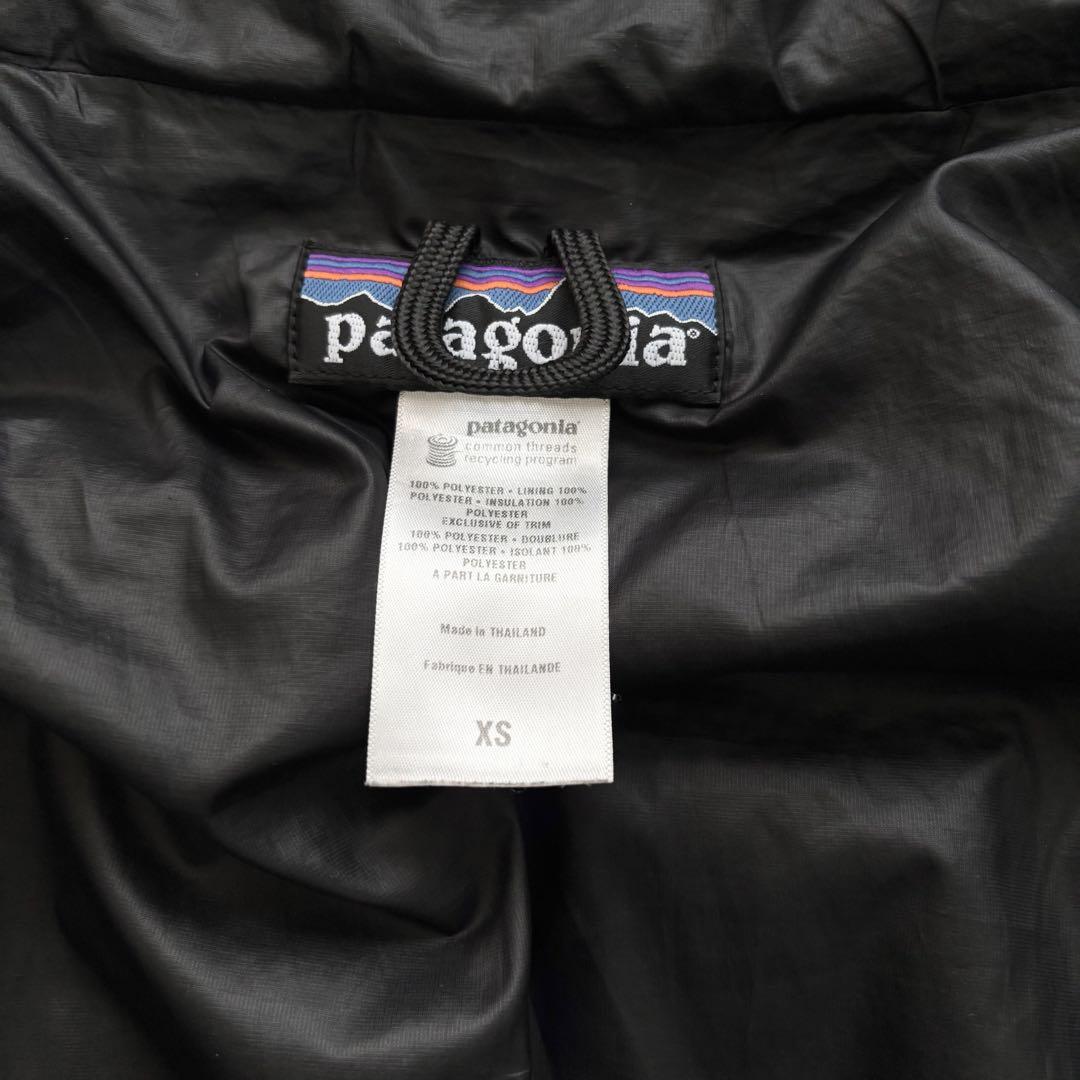 patagonia®
patagonia®
common threads
recycling program
100% POLYESTER • LINING 100%
POLYESTER • INSULATION 100%
POLYESTER
EXCLUSIVE OF TRIM
100% POLYESTER • DOUBLURE
100% POLYESTER • ISOLANT 100%
POLYESTER
A PART LA GARNITURE
Made in THAILAND
Fabrique EN THAILANDE
XS